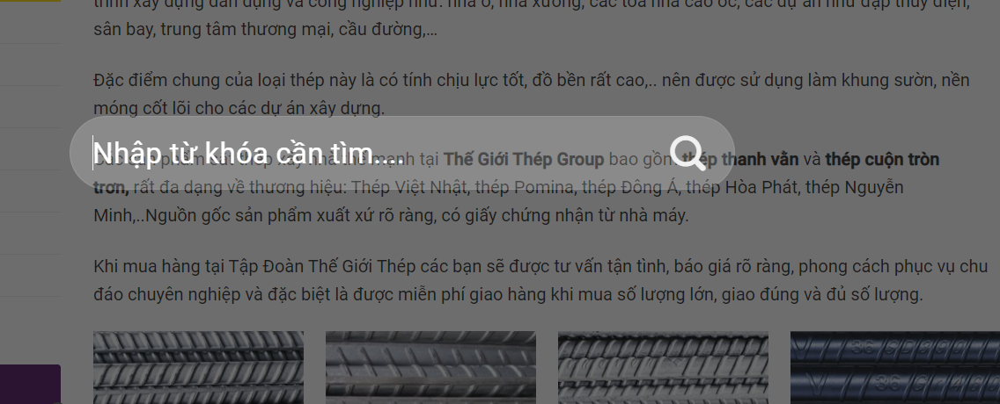 trình xây dựng dân dụng và công nghiệp như: nhà ở, nhà xưởng, các tòa nhà cao ốc, các dự án như đập thủy điện,
sân bay, trung tâm thương mại, cầu đường,…
Đặc điểm chung của loại thép này là có tính chịu lực tốt, đồ bền rất cao,.. nên được sử dụng làm khung sườn, nền
móng cốt lõi cho các dự án xây dựng.
Nhập từ khóa cần tìm....
mạnh tại Thế Giới Thép Group bao gồm thép thanh vằn và thép cuộn tròn
trơn, rất đa dạng về thương hiệu: Thép Việt Nhật, thép Pomina, thép Đông Á, thép Hòa Phát, thép Nguyễn
Minh,..Nguồn gốc sản phẩm xuất xứ rõ ràng, có giấy chứng nhận từ nhà máy.
Khi mua hàng tại Tập Đoàn Thế Giới Thép các bạn sẽ được tư vấn tận tình, báo giá rõ ràng, phong cách phục vụ chu
đáo chuyên nghiệp và đặc biệt là được miễn phí giao hàng khi mua số lượng lớn, giao đúng và đủ số lượng.